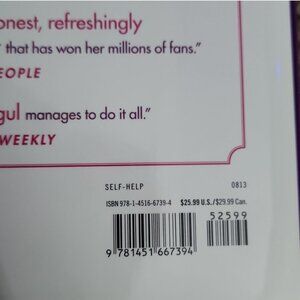 onest, refreshingly
that has won her millions of fans.”
EOPLE
gul manages to do it all.”
WEEKLY
SELF-HELP 0813
ISBN 978-1-4516-6739-4 $25.99 U.S./$29.99 Can.
52599
9 781451 667394